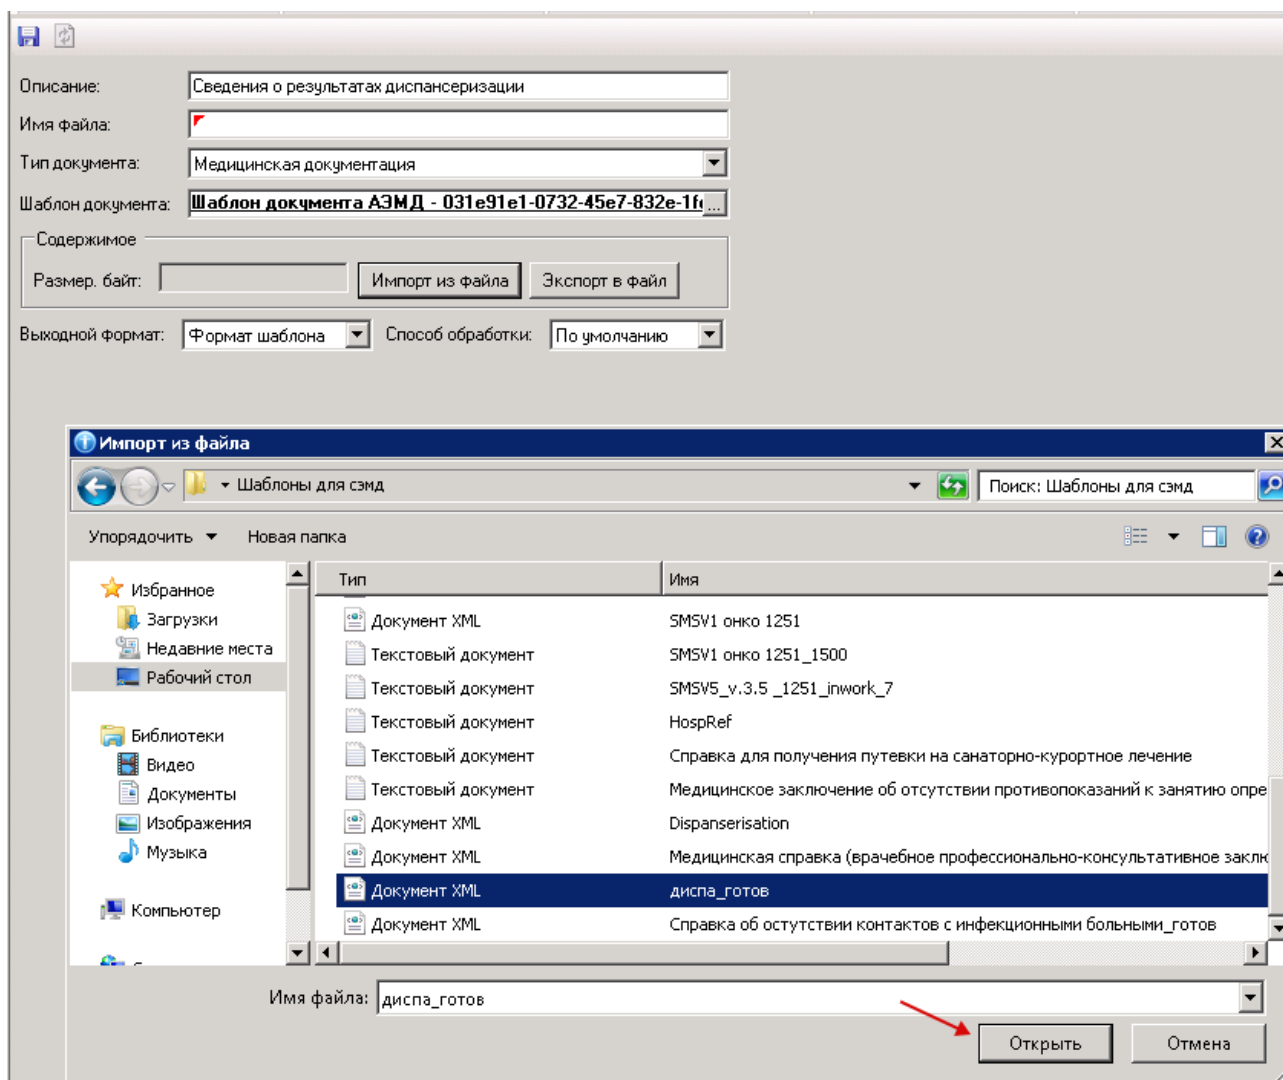 Описание: Сведения о результатах диспансеризации
Имя файла:
Тип документа: Медицинская документация
Шаблон документа: Шаблон документа АЭМД - 031e91e1-0732-45e7-832e-1f ...
Содержимое
Размер. байт: Импорт из файла Экспорт в файл
Выходной формат: Формат шаблона Способ обработки: По умолчанию
Импорт из файла
Шаблоны для сэмд Поиск: Шаблоны для сэмд
Упорядочить Новая папка
Избранное
Загрузки
Недавние места
Рабочий стол
Библиотеки
Видео
Документы
Изображения
Музыка
Компьютер
Тип Имя
Документ XML SMSV1 онко 1251
Текстовый документ SMSV1 онко 1251_1500
Текстовый документ SMSV5_v.3.5 _1251_inwork_7
Текстовый документ HospRef
Текстовый документ Справка для получения путевки на санаторно-курортное лечение
Текстовый документ Медицинское заключение об отсутствии противопоказаний к занятию опре
Документ XML Dispanserisation
Документ XML Медицинская справка (врачебное профессионально-консультативное заклю
Документ XML диспа_готов
Документ XML Справка об остутствии контактов с инфекционными больными_готов
Имя файла: диспа_готов
Открыть Отмена